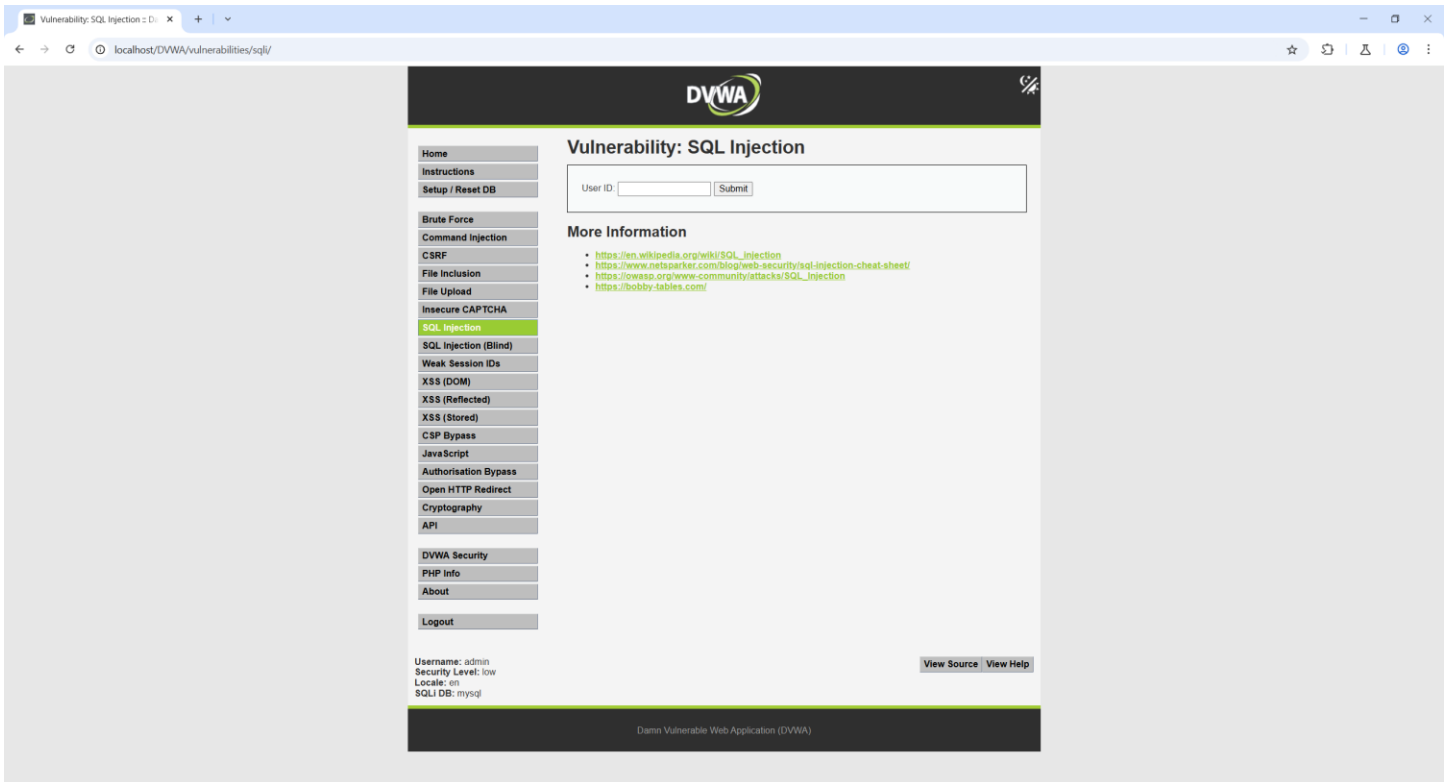 Vulnerability: SQL Injection :: Da
localhost/DVWA/vulnerabilities/sqli/
DVWA
Home
Instructions
Setup / Reset DB
Brute Force
Command Injection
CSRF
File Inclusion
File Upload
Insecure CAPTCHA
SQL Injection
SQL Injection (Blind)
Weak Session IDs
XSS (DOM)
XSS (Reflected)
XSS (Stored)
CSP Bypass
JavaScript
Authorisation Bypass
Open HTTP Redirect
Cryptography
API
DVWA Security
PHP Info
About
Logout
Vulnerability: SQL Injection
User ID: Submit
More Information
https://en.wikipedia.org/wiki/SQL_injection
https://www.netsparker.com/blog/web-security/sql-injection-cheat-sheet/
https://owasp.org/www-community/attacks/SQL_Injection
https://bobby-tables.com/
Username: admin
Security Level: low
Locale: en
SQLi DB: mysql
View Source View Help
Damn Vulnerable Web Application (DVWA)